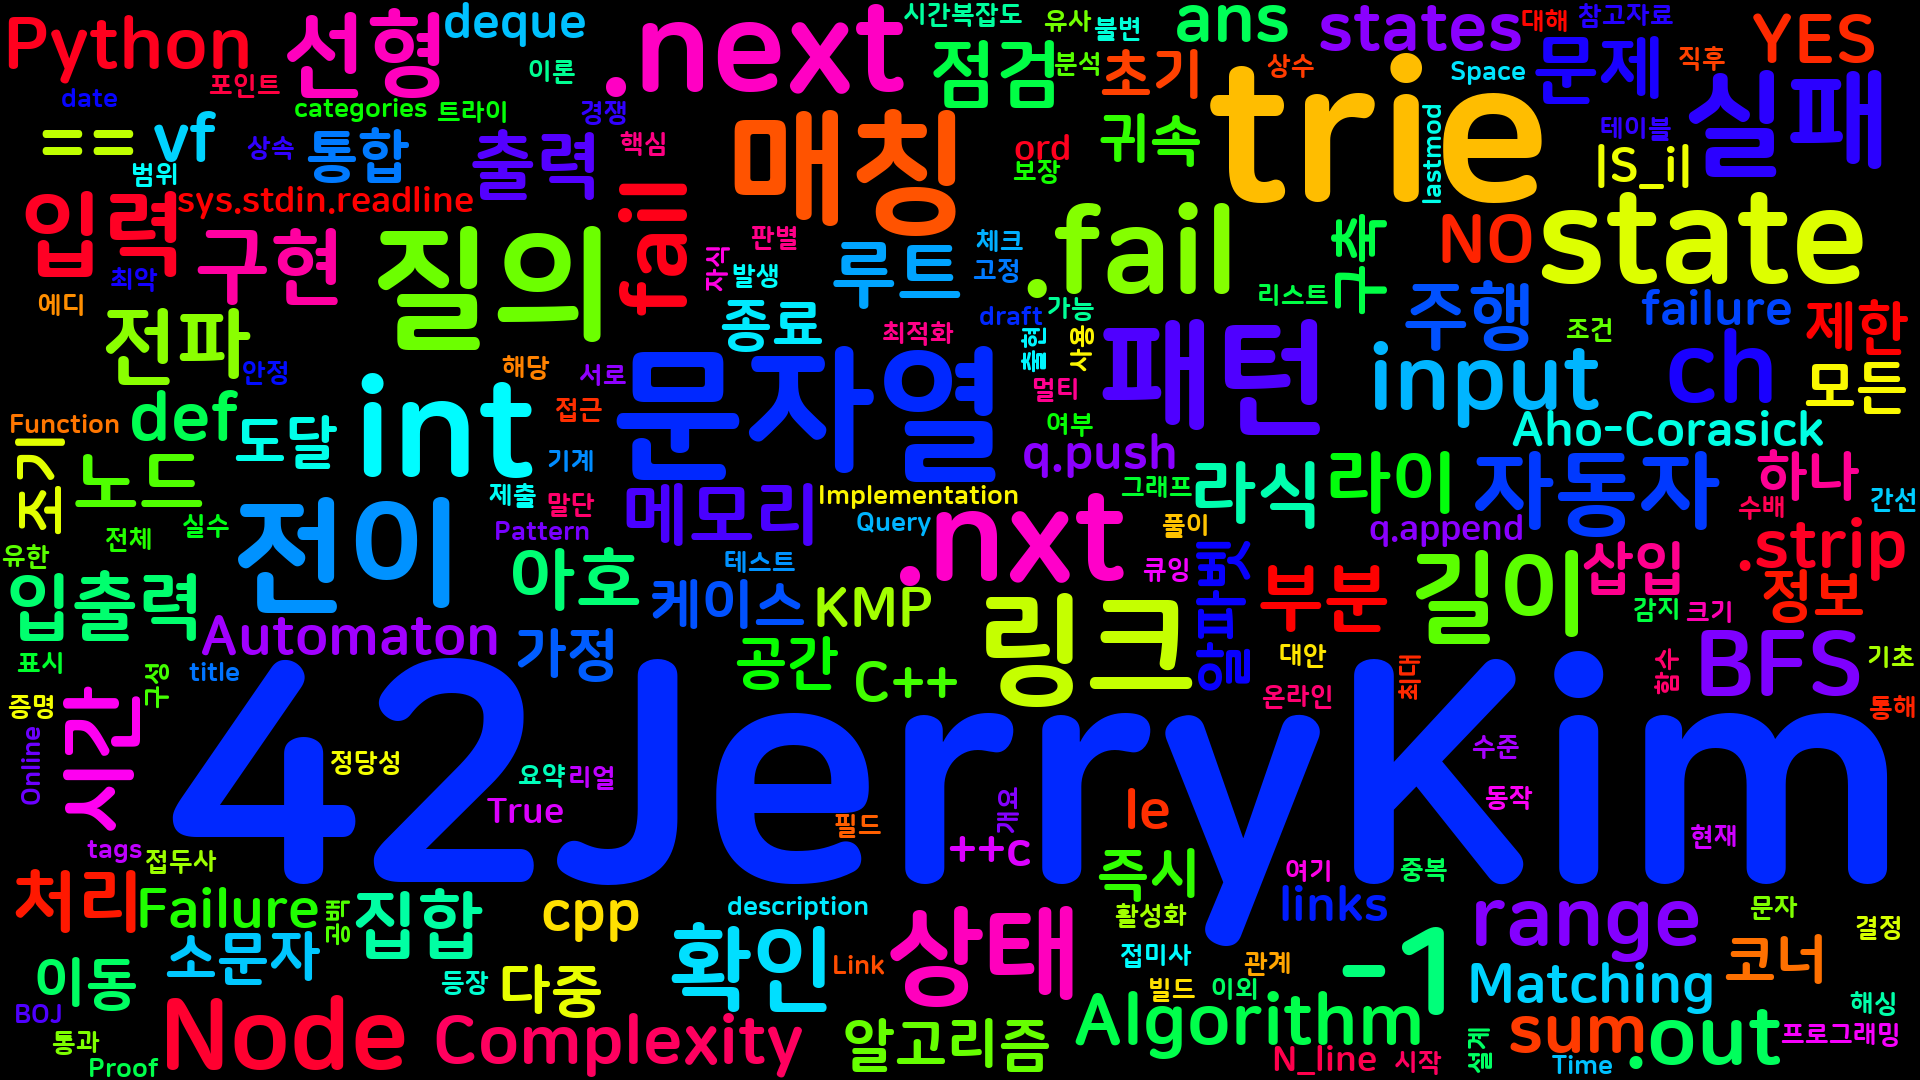 Python
선형
deque
.next
시간복잡도
유사
불변
ans
states
대해
참고자료
YES
포인트
이론
점검
분석
초기
상수
Space
문제
직후
실패
date
categories
트라이
경쟁
trie
==
vf
상속
통합
출력
핵심
매칭
ord
귀속
lastmod
테이블
|S_i|
범위
보장
입력
sys.stdin.readline
fail
구현
질의
판별
자식
루트
체크
고정
.fail
구축
NO
state
최악
에디
발생
리스트
전파
종료
최적화
draft
가능
주행
failure
제한
조건
안정
해당
서로
출현
사용
패턴
input
ch
모든
int
문자열
멀티
Function
def
도달
접근
여부
Aho-Corasick
조기
노드
기계
q.push
라식
라이
자동자
하나
제출
말단
메모리
Implementation
그래프
수배
간선
전이
Pattern
Query
.nxt
풀이
q.append
.strip
유한
전체
실수
아호
테스트
큐잉
알파벳
부분
길이
삽입
정보
입출력
케이스
KMP
링크
감지
크기
Automaton
가정
공간
C++
대안
BFS
기초
표시
구성
title
온라인
최대
함수
증명
시간
42JerryKim
통해
Online
정당성
요약
리얼
수준
True
개요
le
동작
필드
현재
tags
접두사
++c
즉시
여기
중복
처리
Failure
공백
집합
cpp
description
상태
활성화
links
range
문자
결정
소문자
확인
Link
접미사
관계
-1
코너
이동
등장
다중
빌드
이외
Matching
해싱
BOJ
통과
Node
Complexity
알고리즘
Algorithm
설계
sum
.out
프로그래밍
Proof
N_line
시작
Time